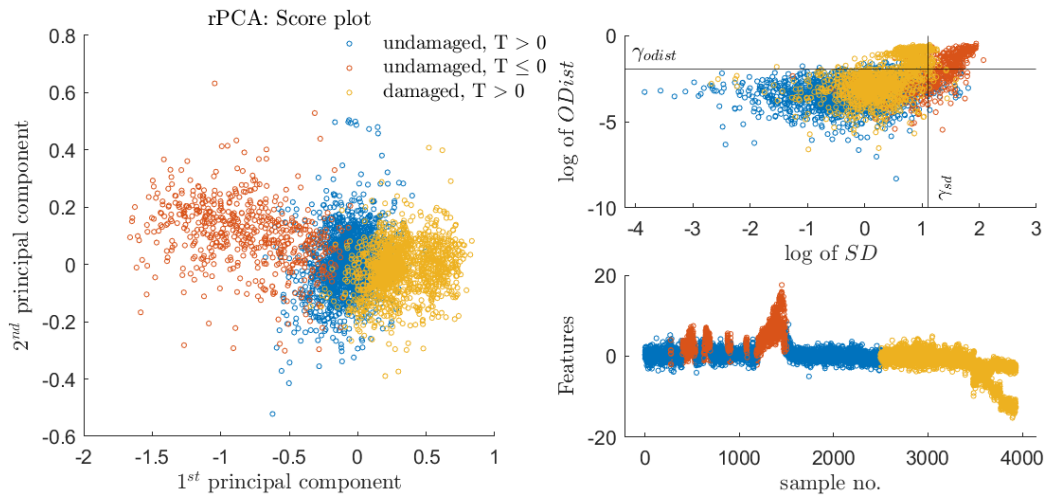 rPCA: Score plot
undamaged, T > 0
undamaged, T ≤ 0
damaged, T > 0
0.8
0.6
0.4
0.2
0
-0.2
-0.4
-0.6
2nd principal component
-2
-1.5
-1
-0.5
0
0.5
1
1st principal component
0
-5
-10
log of ODist
γodist
γsd
-4
-3
-2
-1
0
1
2
3
log of SD
20
0
-20
Features
0
1000
2000
3000
4000
sample no.